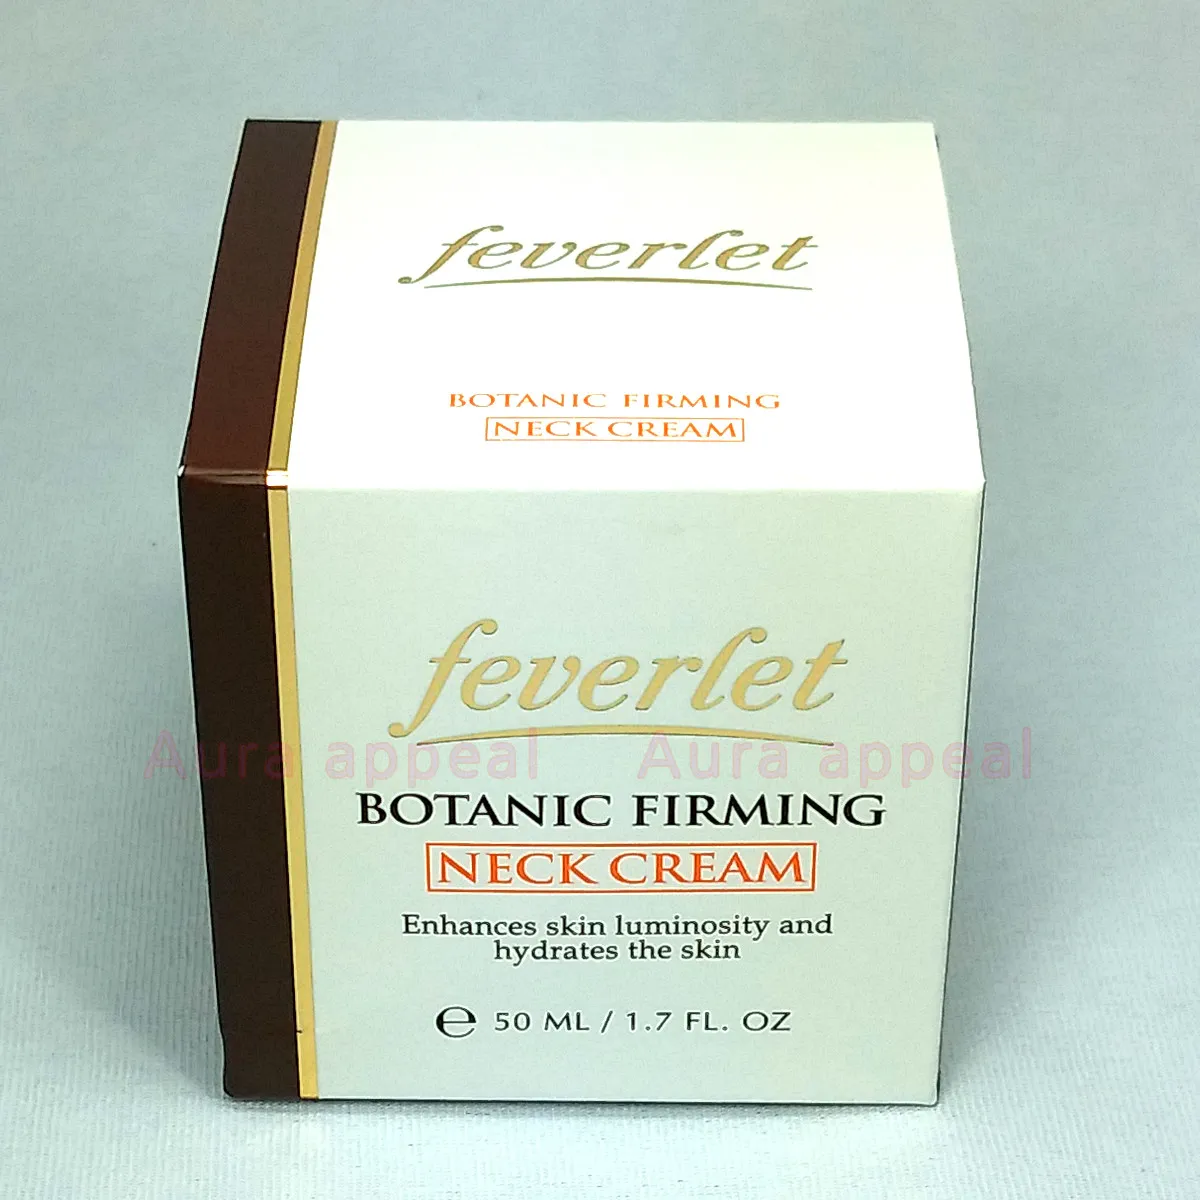 feverlet
BOTANIC FIRMING
NECK CREAM
feverlet
Aura appeal Aura appeal
BOTANIC FIRMING
NECK CREAM
Enhances skin luminosity and
hydrates the skin
℮ 50 ML / 1.7 FL. OZ